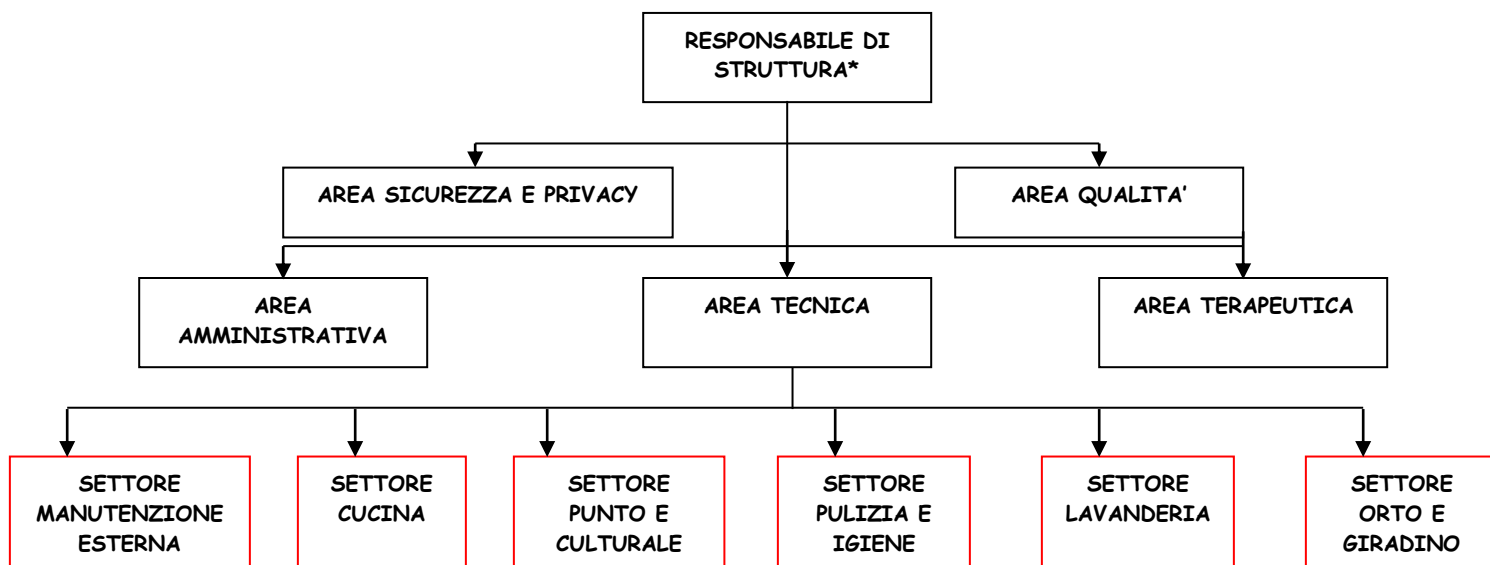 RESPONSABILE DI
STRUTTURA*
AREA SICUREZZA E PRIVACY
AREA QUALITA’
AREA
AMMINISTRATIVA
AREA TECNICA
AREA TERAPEUTICA
SETTORE
MANUTENZIONE
ESTERNA
SETTORE
CUCINA
SETTORE
PUNTO E
CULTURALE
SETTORE
PULIZIA E
IGIENE
SETTORE
LAVANDERIA
SETTORE
ORTO E
GIRADINO